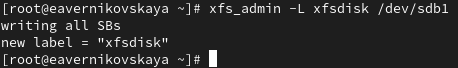 [root@eavernikovskaya ~]# xfs_admin -L xfsdisk /dev/sdb1
writing all SBs
new label = "xfsdisk"
[root@eavernikovskaya ~]#